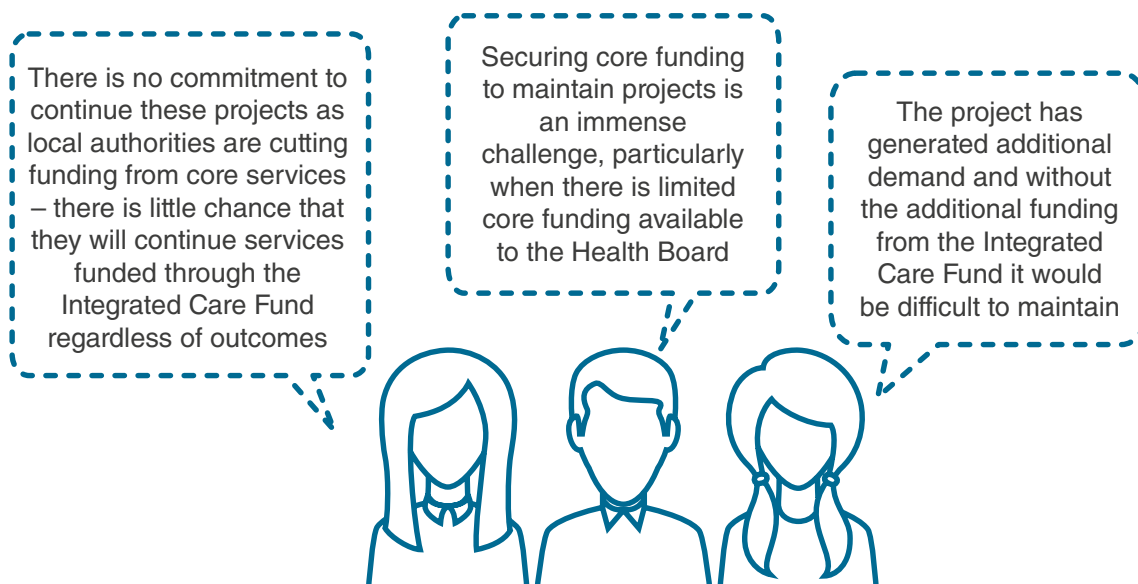 There is no commitment to
continue these projects as
local authorities are cutting
funding from core services
– there is little chance that
they will continue services
funded through the
Integrated Care Fund
regardless of outcomes
Securing core funding
to maintain projects is
an immense
challenge, particularly
when there is limited
core funding available
to the Health Board
The project has
generated additional
demand and without
the additional funding
from the Integrated
Care Fund it would
be difficult to maintain